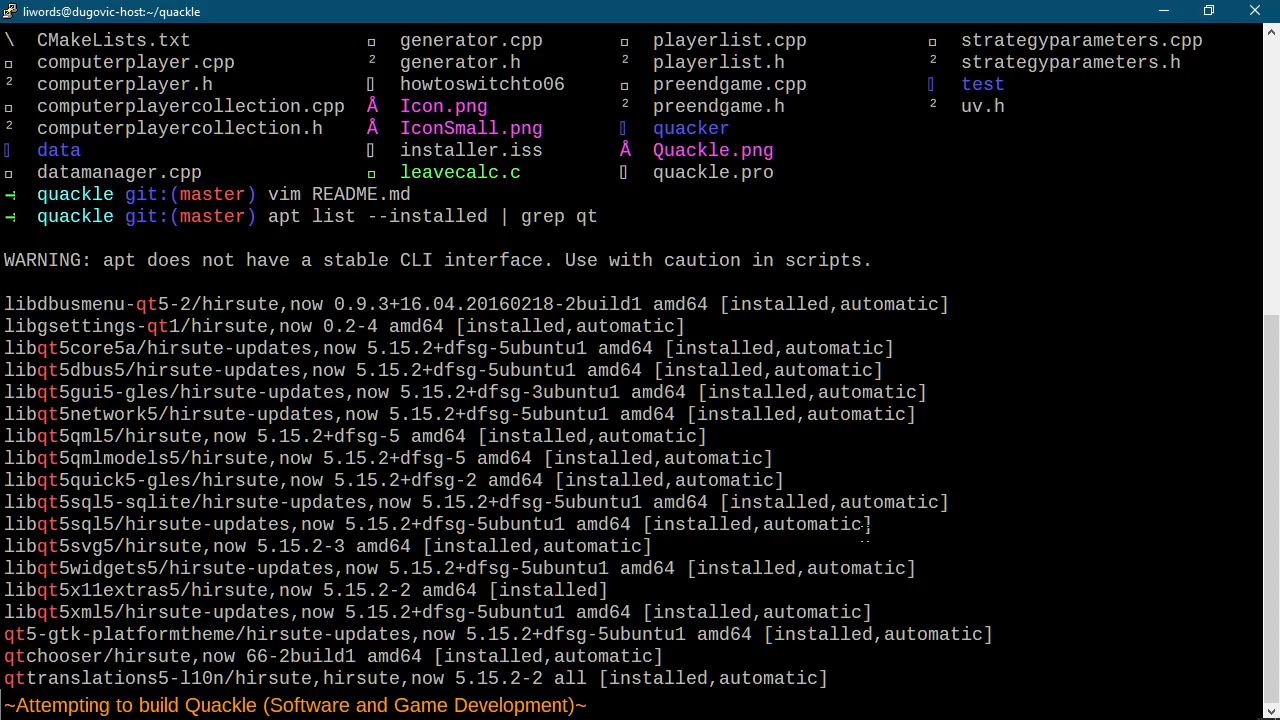 liwords@dugovic-host:~/quackle
\ CMakeLists.txt generator.cpp playerlist.cpp strategyparameters.cpp
computerplayer.cpp ² generator.h ² playerlist.h ² strategyparameters.h
² computerplayer.h howtoswitchto06 preendgame.cpp test
computerplayercollection.cpp Å Icon.png ² preendgame.h ² uv.h
² computerplayercollection.h Å IconSmall.png quacker
data installer.iss Å Quackle.png
datamanager.cpp leavecalc.c quackle.pro
quackle git:(master) vim README.md
quackle git:(master) apt list --installed | grep qt
WARNING: apt does not have a stable CLI interface. Use with caution in scripts.
libdbusmenu-qt5-2/hirsute,now 0.9.3+16.04.20160218-2build1 amd64 [installed,automatic]
libgsettings-qt1/hirsute,now 0.2-4 amd64 [installed,automatic]
libqt5core5a/hirsute-updates,now 5.15.2+dfsg-5ubuntu1 amd64 [installed,automatic]
libqt5dbus5/hirsute-updates,now 5.15.2+dfsg-5ubuntu1 amd64 [installed,automatic]
libqt5gui5-gles/hirsute-updates,now 5.15.2+dfsg-3ubuntu1 amd64 [installed,automatic]
libqt5network5/hirsute-updates,now 5.15.2+dfsg-5ubuntu1 amd64 [installed,automatic]
libqt5qml5/hirsute,now 5.15.2+dfsg-5 amd64 [installed,automatic]
libqt5qmlmodels5/hirsute,now 5.15.2+dfsg-5 amd64 [installed,automatic]
libqt5quick5-gles/hirsute,now 5.15.2+dfsg-2 amd64 [installed,automatic]
libqt5sql5-sqlite/hirsute-updates,now 5.15.2+dfsg-5ubuntu1 amd64 [installed,automatic]
libqt5sql5/hirsute-updates,now 5.15.2+dfsg-5ubuntu1 amd64 [installed,automatic]
libqt5svg5/hirsute,now 5.15.2-3 amd64 [installed,automatic]
libqt5widgets5/hirsute-updates,now 5.15.2+dfsg-5ubuntu1 amd64 [installed,automatic]
libqt5x11extras5/hirsute,now 5.15.2-2 amd64 [installed]
libqt5xml5/hirsute-updates,now 5.15.2+dfsg-5ubuntu1 amd64 [installed,automatic]
qt5-gtk-platformtheme/hirsute-updates,now 5.15.2+dfsg-5ubuntu1 amd64 [installed,automatic]
qtchooser/hirsute,now 66-2build1 amd64 [installed,automatic]
qttranslations5-l10n/hirsute,hirsute,now 5.15.2-2 all [installed,automatic]
~Attempting to build Quackle (Software and Game Development)~